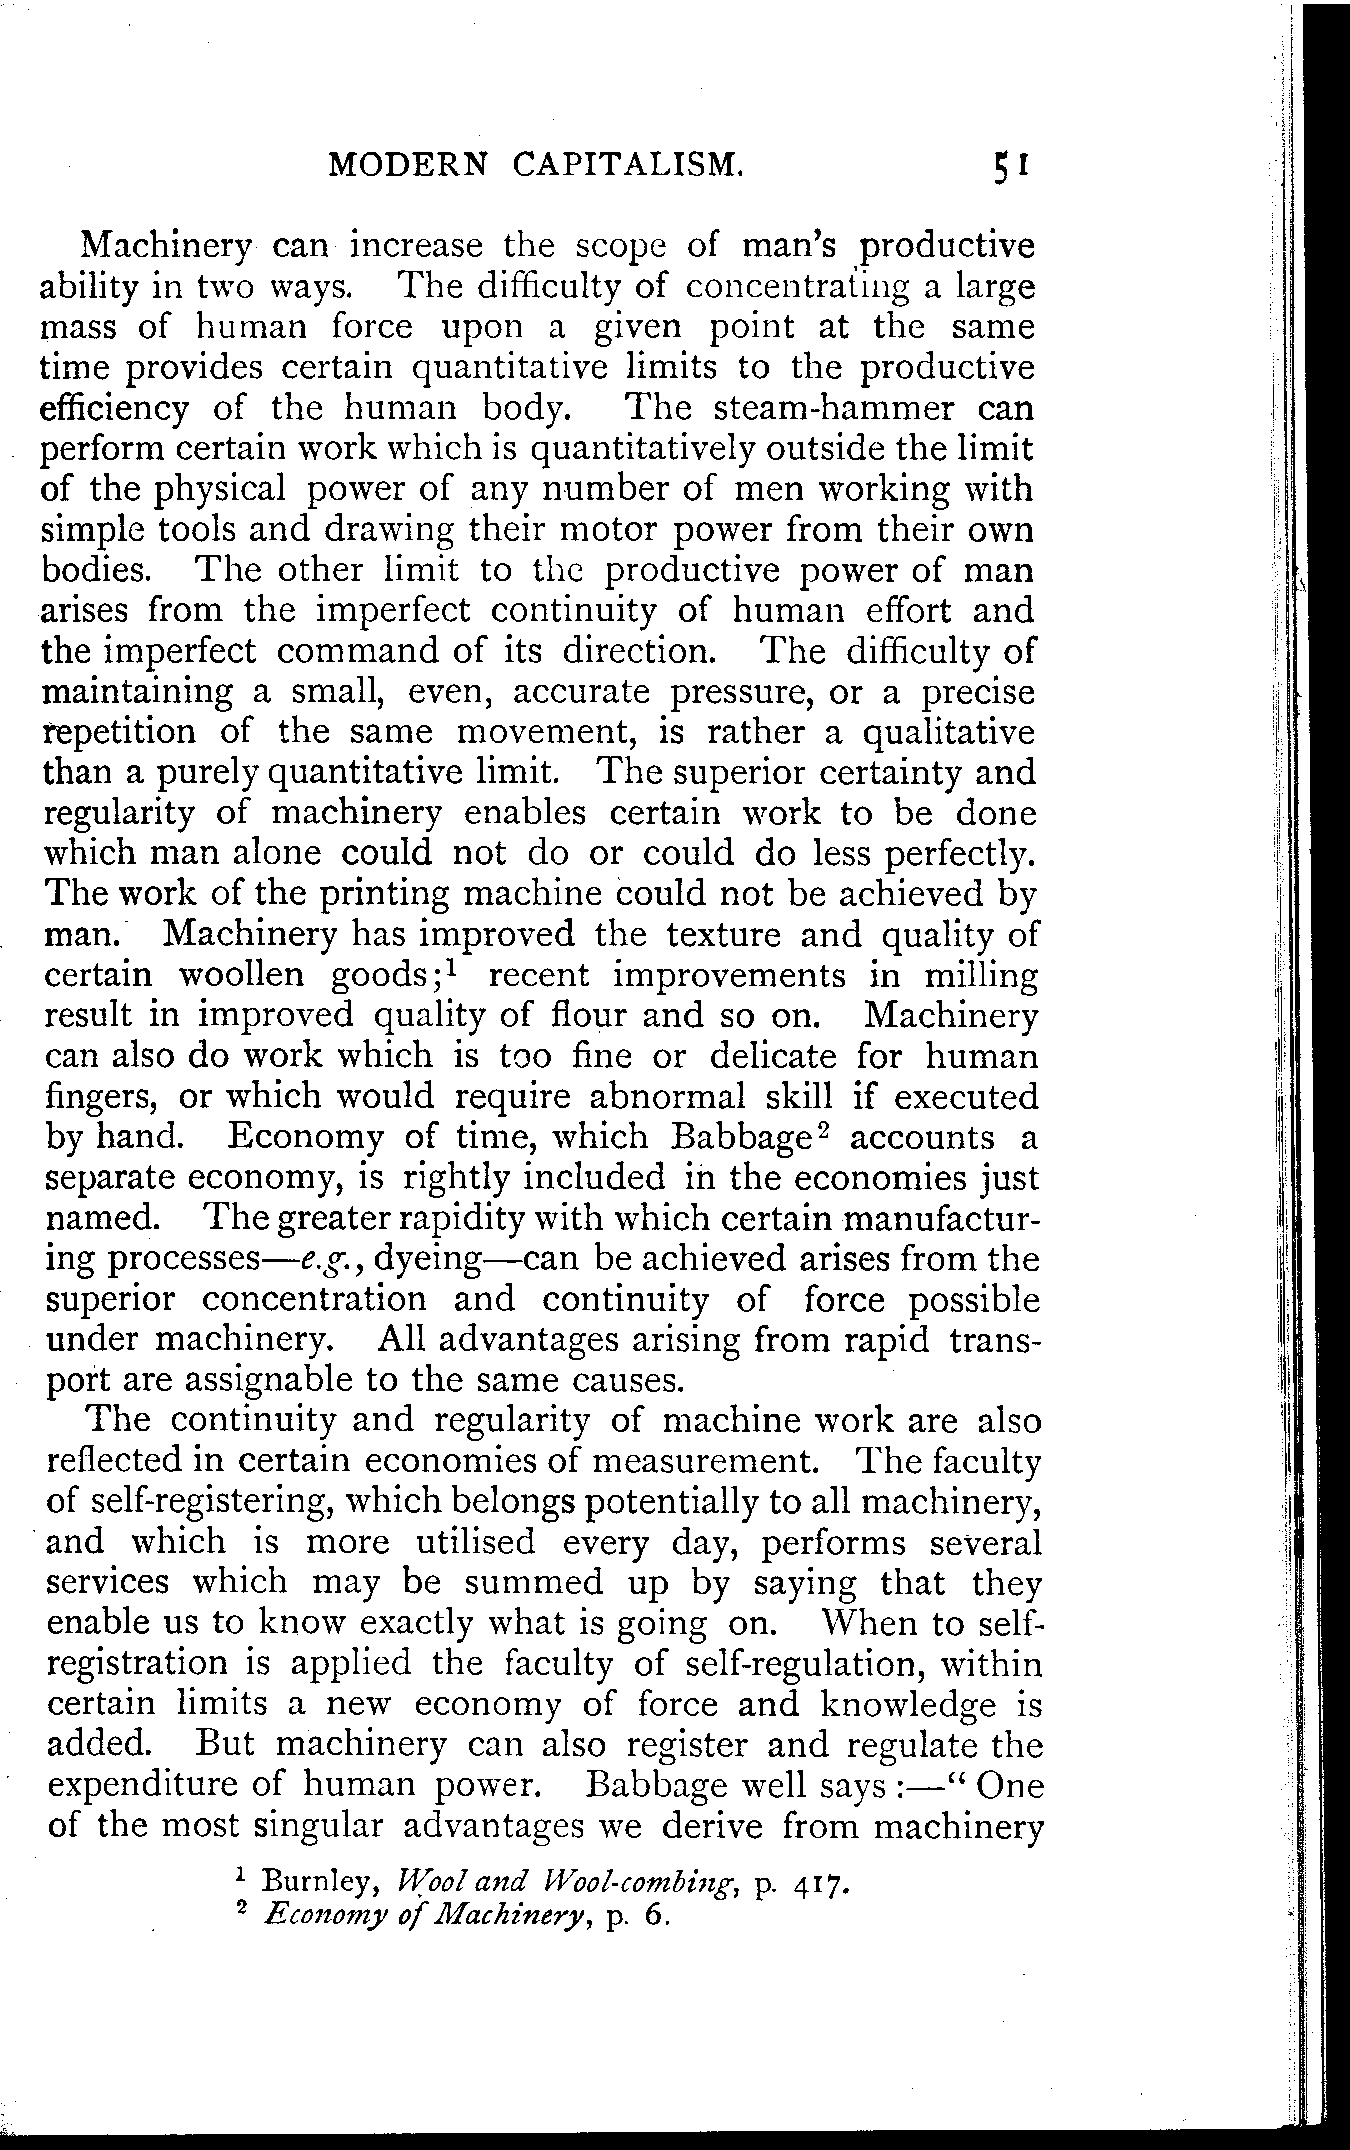 MODERN CAPITALISM. 51
Machinery can increase the scope of man's productive
ability in two ways. The difficulty of concentrating a large
mass of human force upon a given point at the same
time provides certain quantitative limits to the productive
efficiency of the human body. The steam-hammer can
perform certain work which is quantitatively outside the limit
of the physical power of any number of men working with
simple tools and drawing their motor power from their own
bodies. The other limit to the productive power of man
arises from the imperfect continuity of human effort and
the imperfect command of its direction. The difficulty of
maintaining a small, even, accurate pressure, or a precise
repetition of the same movement, is rather a qualitative
than a purely quantitative limit. The superior certainty and
regularity of machinery enables certain work to be done
which man alone could not do or could do less perfectly.
The work of the printing machine could not be achieved by
man. Machinery has improved the texture and quality of
certain woollen goods;¹ recent improvements in milling
result in improved quality of flour and so on. Machinery
can also do work which is too fine or delicate for human
fingers, or which would require abnormal skill if executed
by hand. Economy of time, which Babbage² accounts a
separate economy, is rightly included in the economies just
named. The greater rapidity with which certain manufactur-
ing processes—e.g., dyeing—can be achieved arises from the
superior concentration and continuity of force possible
under machinery. All advantages arising from rapid trans-
port are assignable to the same causes.
The continuity and regularity of machine work are also
reflected in certain economies of measurement. The faculty
of self-registering, which belongs potentially to all machinery,
and which is more utilised every day, performs several
services which may be summed up by saying that they
enable us to know exactly what is going on. When to self-
registration is applied the faculty of self-regulation, within
certain limits a new economy of force and knowledge is
added. But machinery can also register and regulate the
expenditure of human power. Babbage well says:—" One
of the most singular advantages we derive from machinery
¹ Burnley, Wool and Wool-combing, p. 417.
² Economy of Machinery, p. 6.